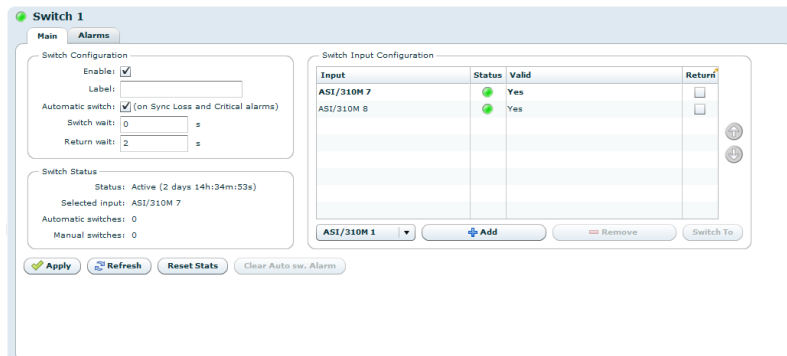 Switch 1
Main Alarms
Switch Configuration
Enable:
Label:
Automatic switch: (on Sync Loss and Critical alarms)
Switch wait: 0 s
Return wait: 2 s
Switch Status
Status: Active (2 days 14h:34m:53s)
Selected input: ASI/310M 7
Automatic switches: 0
Manual switches: 0
Switch Input Configuration
Input Status Valid Return
ASI/310M 7 Yes
ASI/310M 8 Yes
ASI/310M 1 Add Remove Switch To
Apply Refresh Reset Stats Clear Auto sw. Alarm